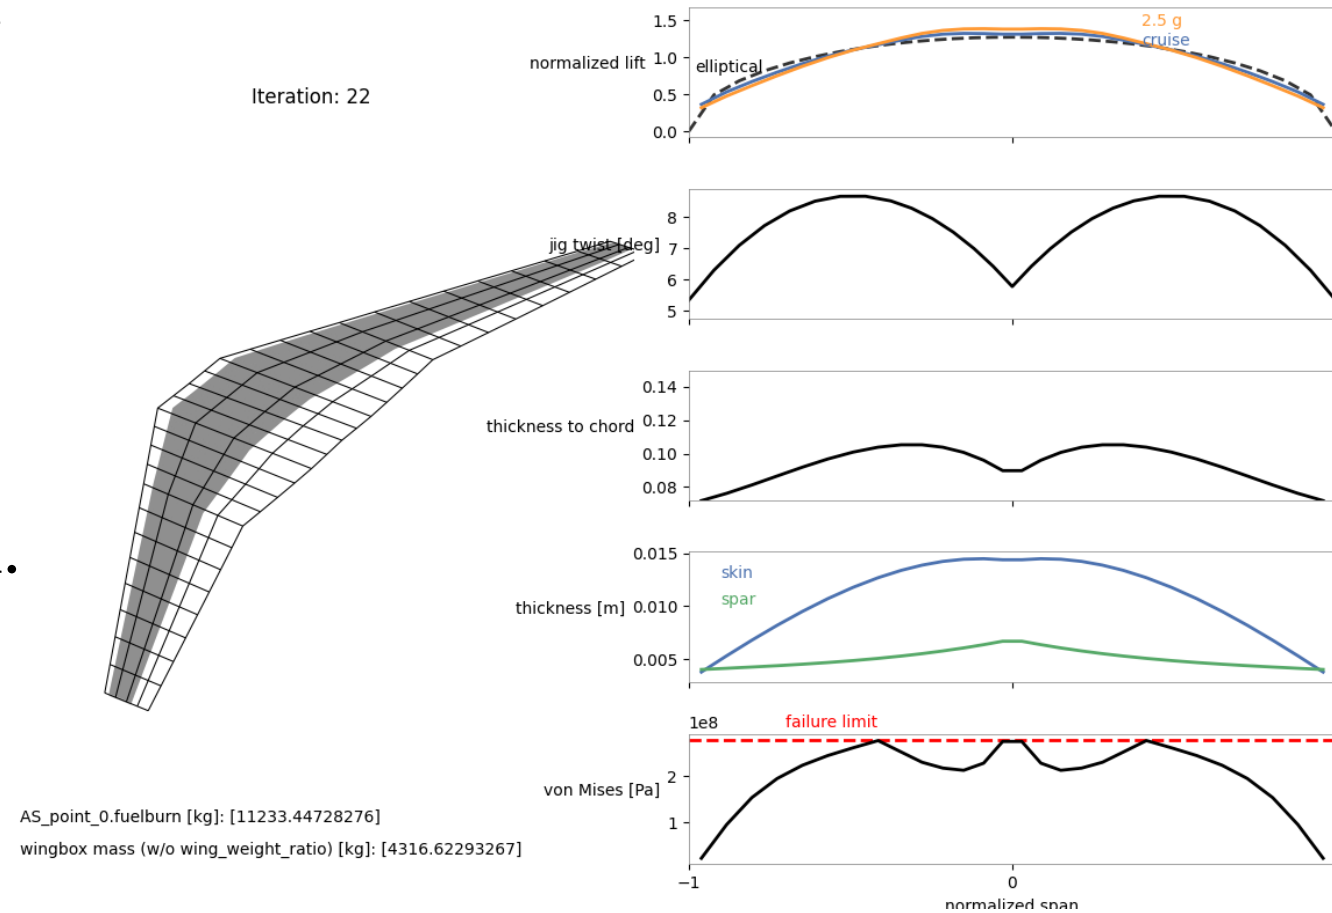 Iteration: 22
AS_point_0.fuelburn [kg]: [11233.44728276]
wingbox mass (w/o wing_weight_ratio) [kg]: [4316.62293267]
normalized lift
1.5
1.0
0.5
0.0
2.5 g
cruise
elliptical
jig twist [deg]
8
7
6
5
thickness to chord
0.14
0.12
0.10
0.08
thickness [m]
0.015
0.010
0.005
skin
spar
1e8
failure limit
von Mises [Pa]
2
1
−1
0
normalized span